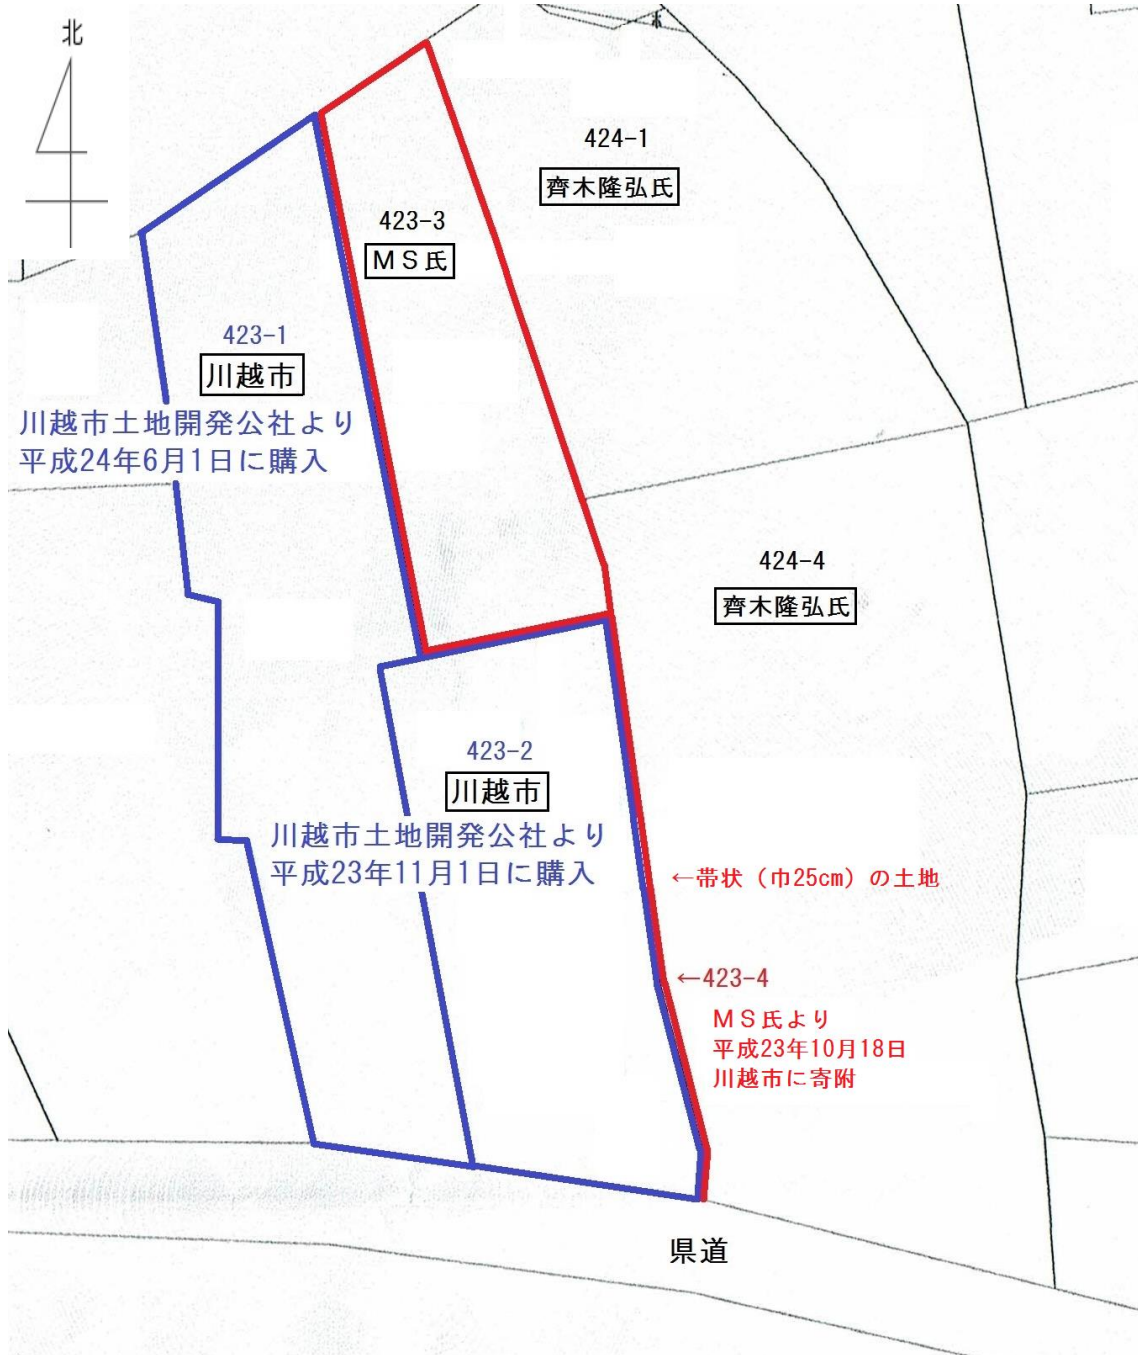 北
424-1
齊木隆弘氏
423-3
ＭＳ氏
423-1
川越市
川越市土地開発公社より
平成24年6月1日に購入
424-4
齊木隆弘氏
423-2
川越市
川越市土地開発公社より
平成23年11月1日に購入
←帯状（巾25cm）の土地
←423-4
ＭＳ氏より
平成23年10月18日
川越市に寄附
県道